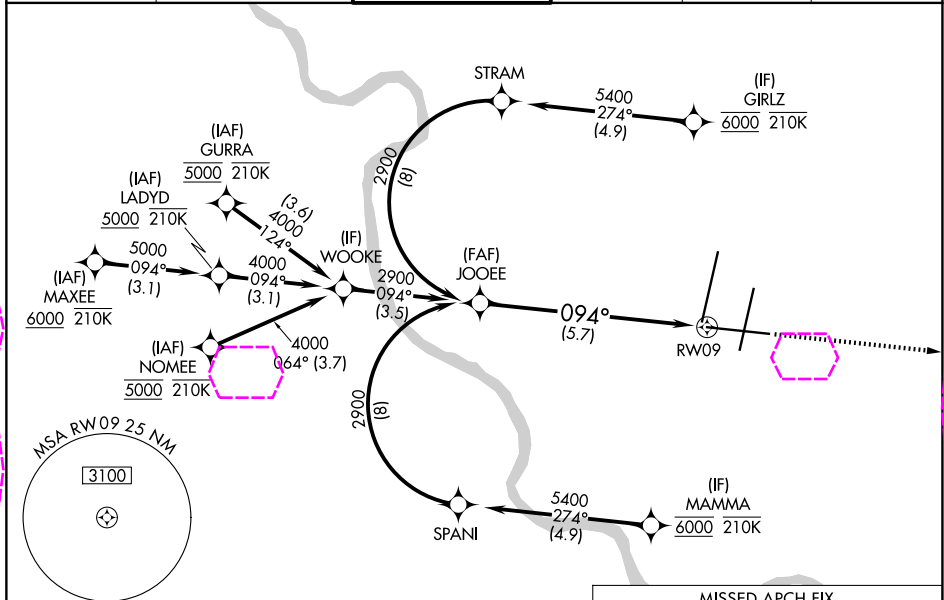 STRAM
5400
274°
(4.9)
(IF)
GIRLZ
6000 210K
2900
(8)
(IAF)
GURRA
5000 210K
(3.6)
4000
124°
(IAF)
LADYD
5000 210K
(IAF)
MAXEE
6000 210K
5000
094°
(3.1)
4000
094°
(3.1)
(IF)
WOOKE
2900
094°
(3.5)
(FAF)
JOOEE
094°
(5.7)
RW09
(IAF)
NOMEE
5000 210K
4000
064° (3.7)
2900
(8)
SPANI
5400
274°
(4.9)
(IF)
MAMMA
6000 210K
MSA RW09 25 NM
3100
MISSED APCH FIX